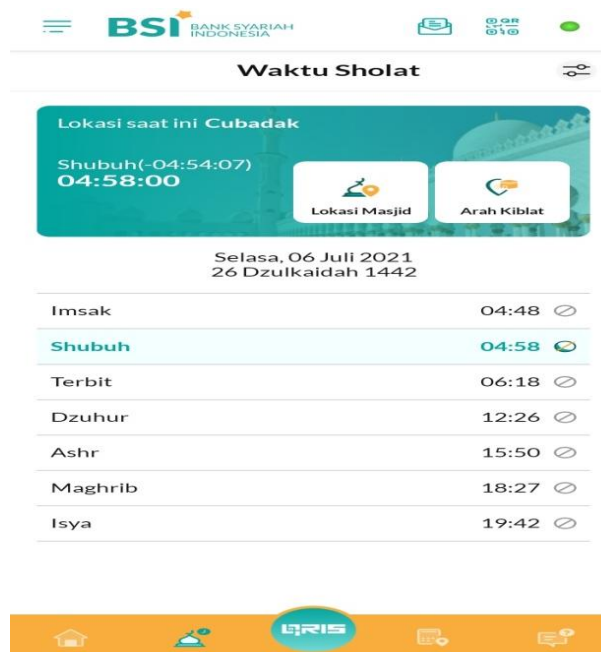 BSI BANK SYARIAH
INDONESIA
QR
Waktu Sholat
Lokasi saat ini Cubadak
Shubuh(-04:54:07)
04:58:00
Lokasi Masjid
Arah Kiblat
Selasa, 06 Juli 2021
26 Dzulkaidah 1442
Imsak 04:48
Shubuh 04:58
Terbit 06:18
Dzuhur 12:26
Ashr 15:50
Maghrib 18:27
Isya 19:42
QRIS